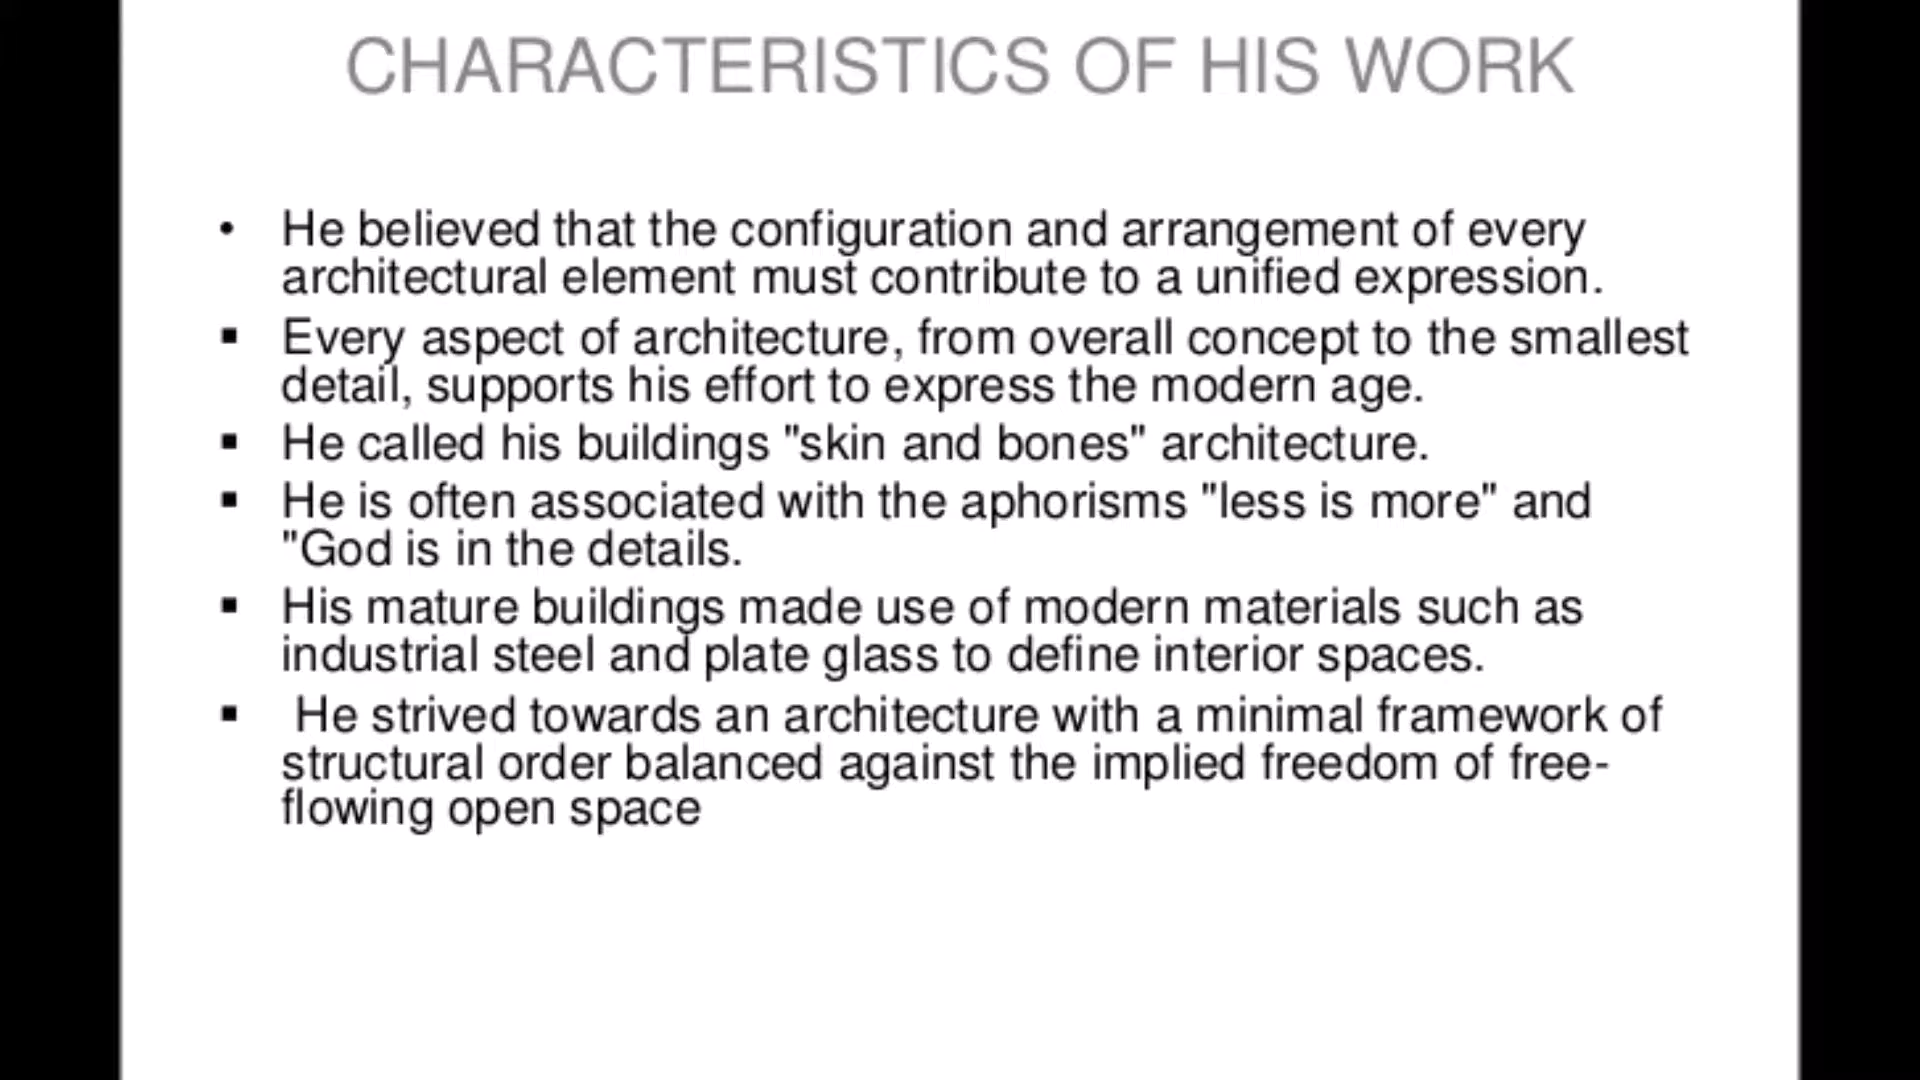 CHARACTERISTICS OF HIS WORK
• He believed that the configuration and arrangement of every
architectural element must contribute to a unified expression.
▪ Every aspect of architecture, from overall concept to the smallest
detail, supports his effort to express the modern age.
▪ He called his buildings "skin and bones" architecture.
▪ He is often associated with the aphorisms "less is more" and
"God is in the details.
▪ His mature buildings made use of modern materials such as
industrial steel and plate glass to define interior spaces.
▪ He strived towards an architecture with a minimal framework of
structural order balanced against the implied freedom of free-
flowing open space